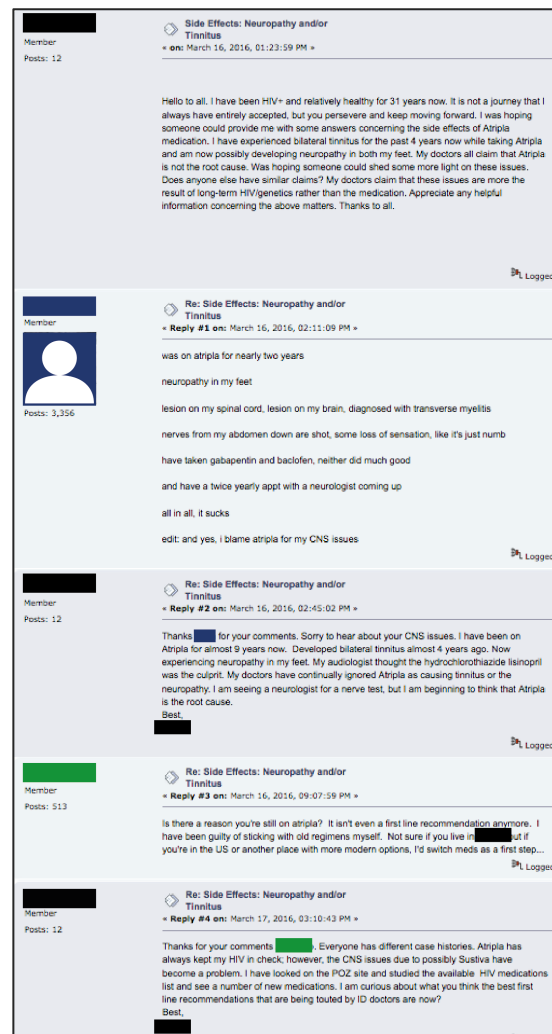 Side Effects: Neuropathy and/or
Tinnitus
Member
« on: March 16, 2016, 01:23:59 PM »
Posts: 12
Hello to all. I have been HIV+ and relatively healthy for 31 years now. It is not a journey that I
always have entirely accepted, but you persevere and keep moving forward. I was hoping
someone could provide me with some answers concerning the side effects of Atripla
medication. I have experienced bilateral tinnitus for the past 4 years now while taking Atripla
and am now possibly developing neuropathy in both my feet. My doctors all claim that Atripla
is not the root cause. Was hoping someone could shed some more light on these issues.
Does anyone else have similar claims? My doctors claim that these issues are more the
result of long-term HIV/genetics rather than the medication. Appreciate any helpful
information concerning the above matters. Thanks to all.
Logged
Re: Side Effects: Neuropathy and/or
Tinnitus
Member
« Reply #1 on: March 16, 2016, 02:11:09 PM »
was on atripla for nearly two years
neuropathy in my feet
Posts: 3,356
lesion on my spinal cord, lesion on my brain, diagnosed with transverse myelitis
nerves from my abdomen down are shot, some loss of sensation, like it's just numb
have taken gabapentin and baclofen, neither did much good
and have a twice yearly appt with a neurologist coming up
all in all, it sucks
edit: and yes, i blame atripla for my CNS issues
Logged
Re: Side Effects: Neuropathy and/or
Tinnitus
Member
« Reply #2 on: March 16, 2016, 02:45:02 PM »
Posts: 12
Thanks for your comments. Sorry to hear about your CNS issues. I have been on
Atripla for almost 9 years now. Developed bilateral tinnitus almost 4 years ago. Now
experiencing neuropathy in my feet. My audiologist thought the hydrochlorothiazide lisinopril
was the culprit. My doctors have continually ignored Atripla as causing tinnitus or the
neuropathy. I am seeing a neurologist for a nerve test, but I am beginning to think that Atripla
is the root cause.
Best,
Logged
Re: Side Effects: Neuropathy and/or
Tinnitus
Member
« Reply #3 on: March 16, 2016, 09:07:59 PM »
Posts: 513
Is there a reason you're still on atripla? It isn't even a first line recommendation anymore. I
have been guilty of sticking with old regimens myself. Not sure if you live in ut if
you're in the US or another place with more modern options, I'd switch meds as a first step...
Logged
Re: Side Effects: Neuropathy and/or
Tinnitus
Member
« Reply #4 on: March 17, 2016, 03:10:43 PM »
Posts: 12
Thanks for your comments . Everyone has different case histories. Atripla has
always kept my HIV in check; however, the CNS issues due to possibly Sustiva have
become a problem. I have looked on the POZ site and studied the available HIV medications
list and see a number of new medications. I am curious about what you think the best first
line recommendations that are being touted by ID doctors are now?
Best,